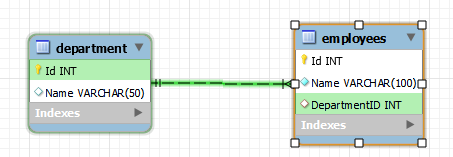 department
Id INT
Name VARCHAR(50)
Indexes
employees
Id INT
Name VARCHAR(100)
DepartmentID INT
Indexes